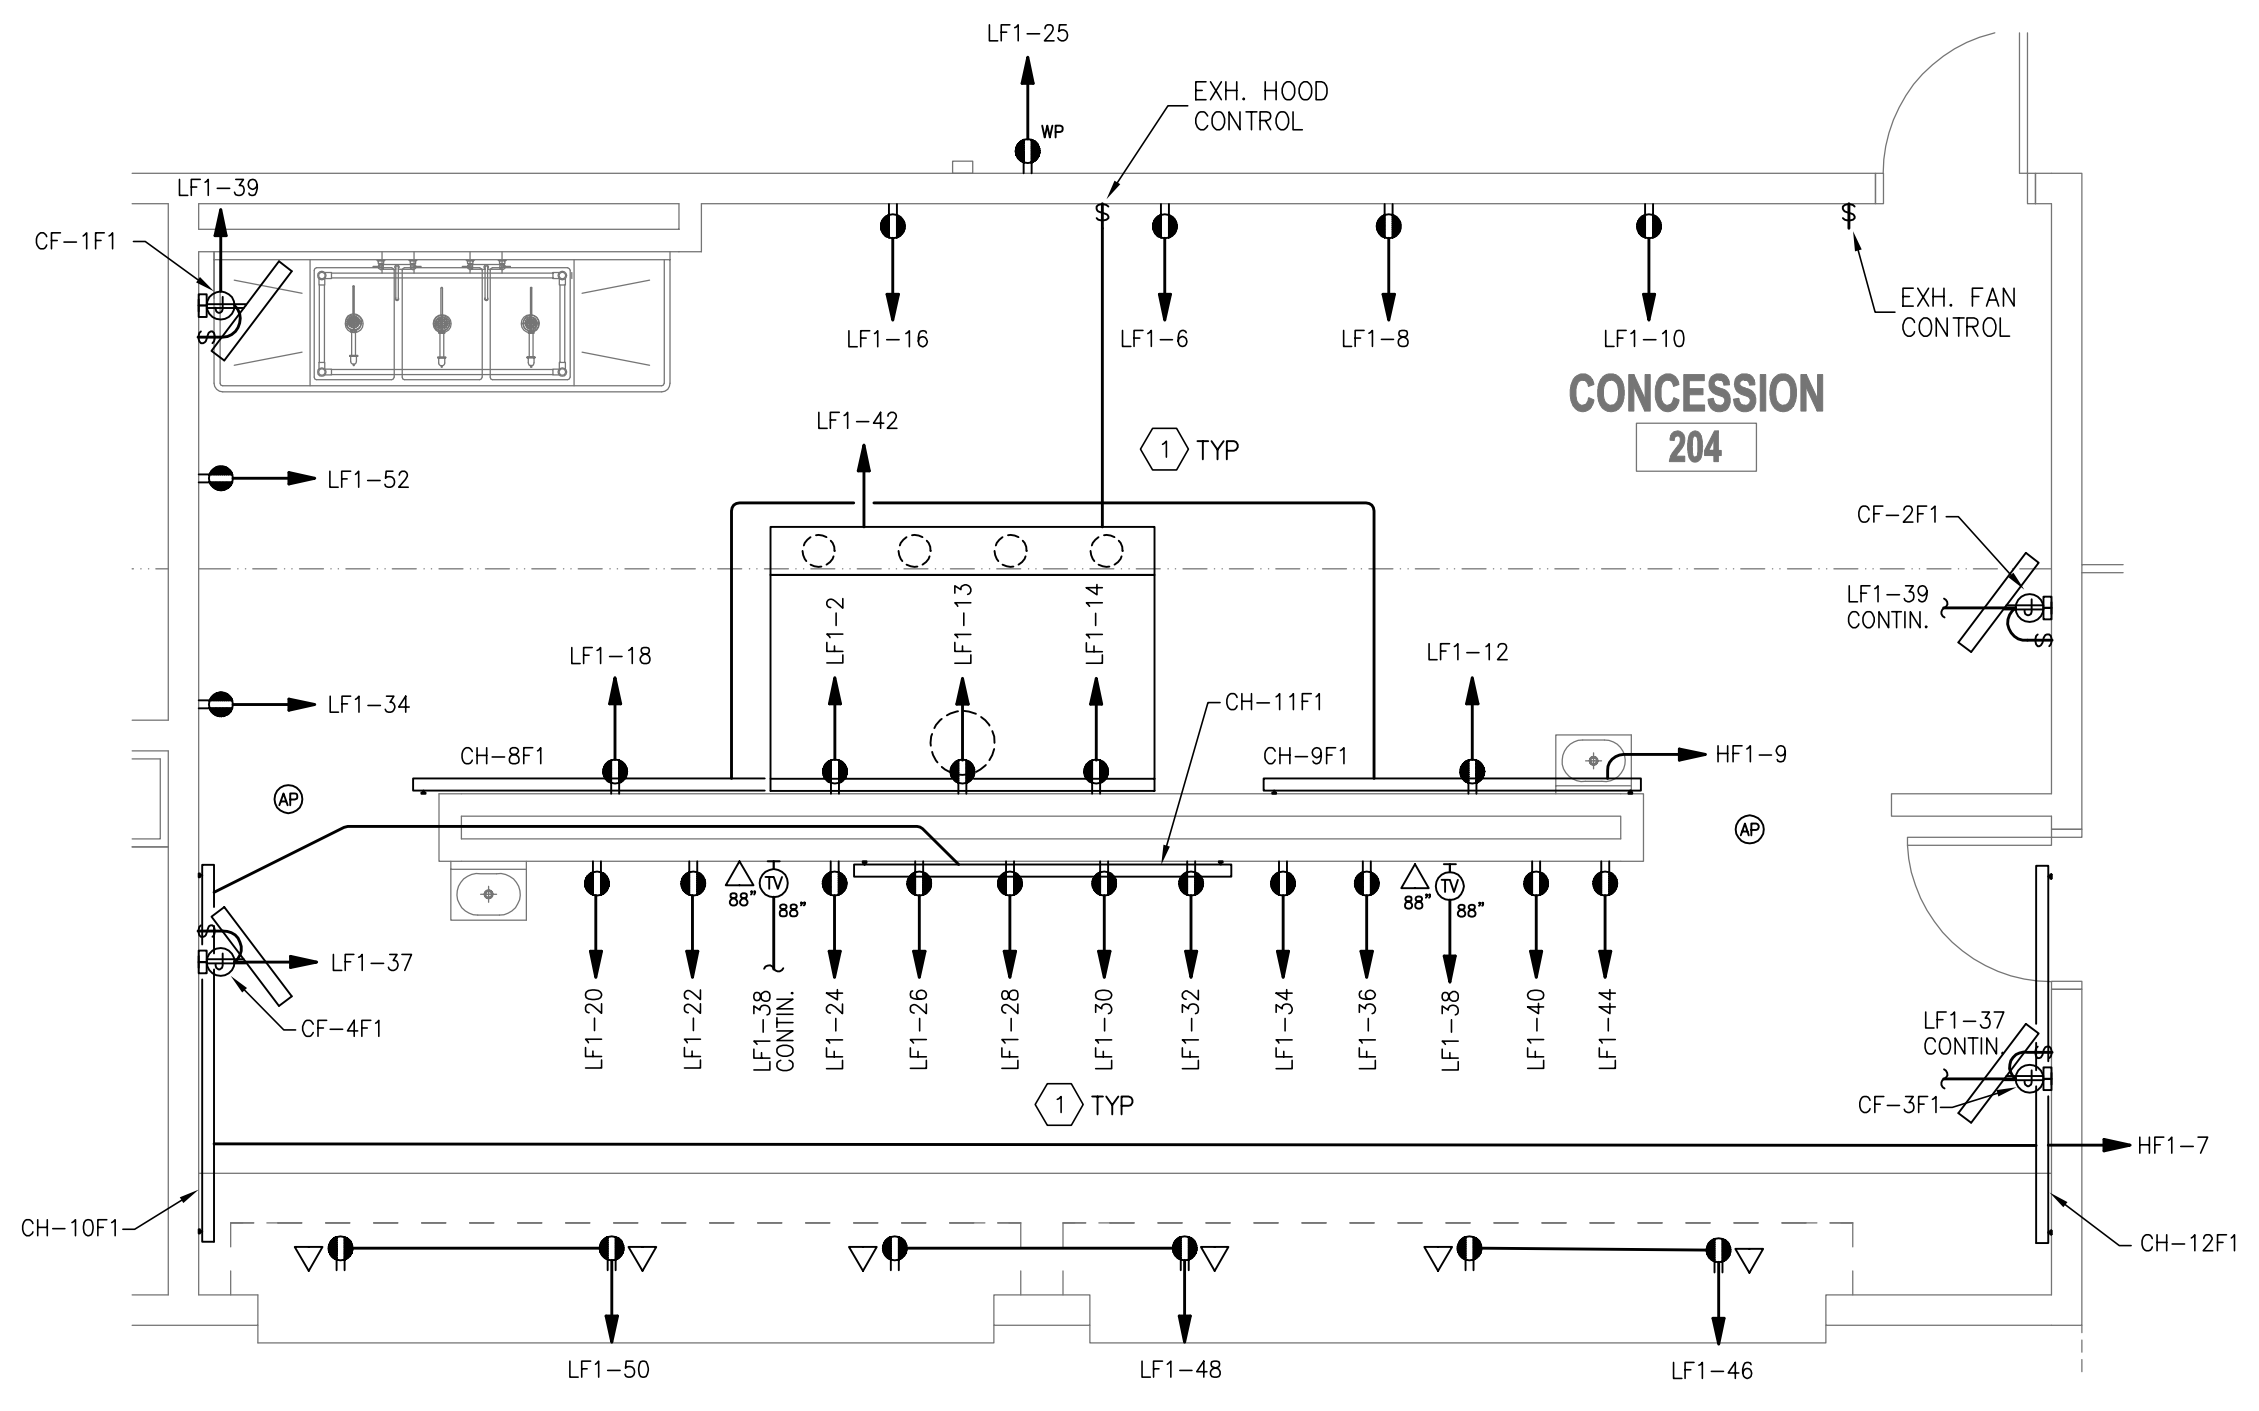 LF1-25
EXH. HOOD
CONTROL
WP
LF1-39
CF-1F1
S
S
EXH. FAN
CONTROL
J
S
LF1-16
LF1-6
LF1-8
LF1-10
CONCESSION
204
LF1-42
1 TYP
LF1-52
CF-2F1
LF1-39
CONTIN.
J
S
LF1-2
LF1-13
LF1-14
LF1-18
LF1-12
LF1-34
CH-11F1
CH-8F1
CH-9F1
HF1-9
AP
AP
TV
88"
88"
TV
88"
88"
S
J
LF1-37
CF-4F1
LF1-20
LF1-22
LF1-38
CONTIN.
LF1-24
LF1-26
LF1-28
LF1-30
LF1-32
LF1-34
LF1-36
LF1-38
LF1-40
LF1-44
LF1-37
CONTIN.
S
J
CF-3F1
1 TYP
HF1-7
CH-10F1
CH-12F1
LF1-50
LF1-48
LF1-46